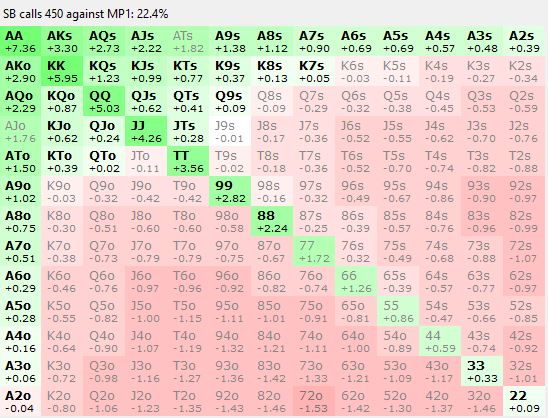 SB calls 450 against MP1: 22.4%
AA AKs AQs AJs ATs A9s A8s A7s A6s A5s A4s A3s A2s
+7.36 +3.30 +2.73 +2.22 +1.82 +1.38 +1.12 +0.90 +0.69 +0.69 +0.57 +0.48 +0.39
AKo KK KQs KJs KTs K9s K8s K7s K6s K5s K4s K3s K2s
+2.90 +5.95 +1.23 +0.99 +0.77 +0.37 +0.13 +0.05 -0.03 -0.11 -0.19 -0.27 -0.34
AQo KQo QQ QJs QTs Q9s Q8s Q7s Q6s Q5s Q4s Q3s Q2s
+2.29 +0.87 +5.03 +0.62 +0.41 +0.09 -0.09 -0.29 -0.32 -0.38 -0.45 -0.53 -0.59
AJo KJo QJo JJ JTs J9s J8s J7s J6s J5s J4s J3s J2s
+1.76 +0.62 +0.24 +4.26 +0.28 -0.01 -0.17 -0.36 -0.52 -0.55 -0.62 -0.70 -0.76
ATo KTo QTo JTo TT T9s T8s T7s T6s T5s T4s T3s T2s
+1.50 +0.39 +0.02 -0.11 +3.56 -0.02 -0.18 -0.36 -0.52 -0.70 -0.74 -0.82 -0.88
A9o K9o Q9o J9o T9o 99 98s 97s 96s 95s 94s 93s 92s
+1.02 -0.03 -0.32 -0.42 -0.42 +2.82 -0.16 -0.32 -0.49 -0.67 -0.86 -0.90 -0.97
A8o K8o Q8o J8o T8o 98o 88 87s 86s 85s 84s 83s 82s
+0.75 -0.30 -0.51 -0.60 -0.60 -0.58 +2.24 -0.25 -0.39 -0.57 -0.76 -0.96 -0.99
A7o K7o Q7o J7o T7o 97o 87o 77 76s 75s 74s 73s 72s
+0.51 -0.38 -0.73 -0.79 -0.79 -0.75 -0.67 +1.72 -0.32 -0.49 -0.68 -0.88 -1.07
A6o K6o Q6o J6o T6o 96o 86o 76o 66 65s 64s 63s 62s
+0.29 -0.46 -0.76 -0.97 -0.96 -0.94 -0.82 -0.74 +1.26 -0.39 -0.57 -0.77 -0.97
A5o K5o Q5o J5o T5o 95o 85o 75o 65o 55 54s 53s 52s
+0.28 -0.55 -0.82 -1.00 -1.15 -1.13 -1.01 -0.91 -0.81 +0.86 -0.47 -0.66 -0.85
A4o K4o Q4o J4o T4o 94o 84o 74o 64o 54o 44 43s 42s
+0.16 -0.64 -0.90 -1.07 -1.19 -1.32 -1.21 -1.11 -1.00 -0.89 +0.59 -0.74 -0.92
A3o K3o Q3o J3o T3o 93o 83o 73o 63o 53o 43o 33 32s
+0.06 -0.72 -0.98 -1.16 -1.27 -1.36 -1.42 -1.33 -1.21 -1.09 -1.17 +0.33 -1.01
A2o K2o Q2o J2o T2o 92o 82o 72o 62o 52o 42o 32o 22
+0.04 -0.80 -1.06 -1.23 -1.35 -1.43 -1.46 -1.53 -1.42 -1.30 -1.37 -1.46 +0.09